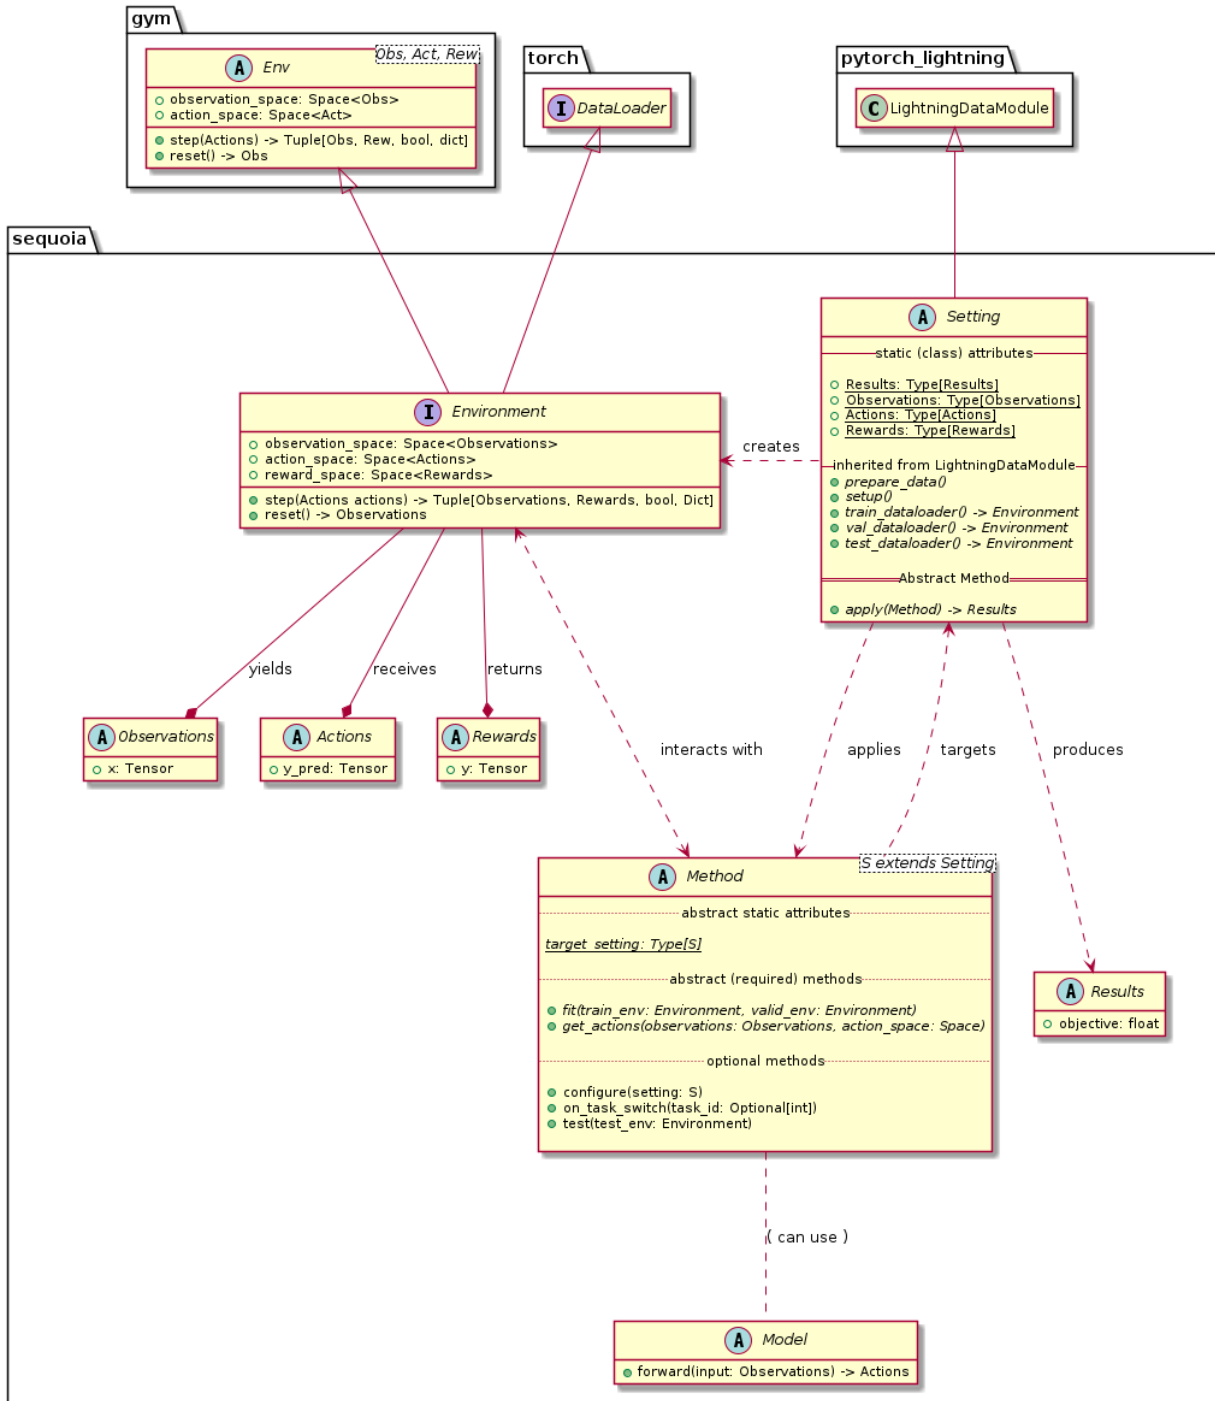 gym
A Env
Obs, Act, Rew
observation_space: Space<Obs>
action_space: Space<Act>
step(Actions) -> Tuple[Obs, Rew, bool, dict]
reset() -> Obs
torch
I DataLoader
pytorch_lightning
C LightningDataModule
sequoia
A Setting
static (class) attributes
Results: Type[Results]
Observations: Type[Observations]
Actions: Type[Actions]
Rewards: Type[Rewards]
inherited from LightningDataModule
prepare_data()
setup()
train_dataloader() -> Environment
val_dataloader() -> Environment
test_dataloader() -> Environment
Abstract Method
apply(Method) -> Results
creates
I Environment
observation_space: Space<Observations>
action_space: Space<Actions>
reward_space: Space<Rewards>
step(Actions actions) -> Tuple[Observations, Rewards, bool, Dict]
reset() -> Observations
yields
receives
returns
interacts with
applies
targets
produces
A Observations
x: Tensor
A Actions
y_pred: Tensor
A Rewards
y: Tensor
A Method
S extends Setting
abstract static attributes
target_setting: Type[S]
abstract (required) methods
fit(train_env: Environment, valid_env: Environment)
get_actions(observations: Observations, action_space: Space)
optional methods
configure(setting: S)
on_task_switch(task_id: Optional[int])
test(test_env: Environment)
A Results
objective: float
( can use )
A Model
forward(input: Observations) -> Actions